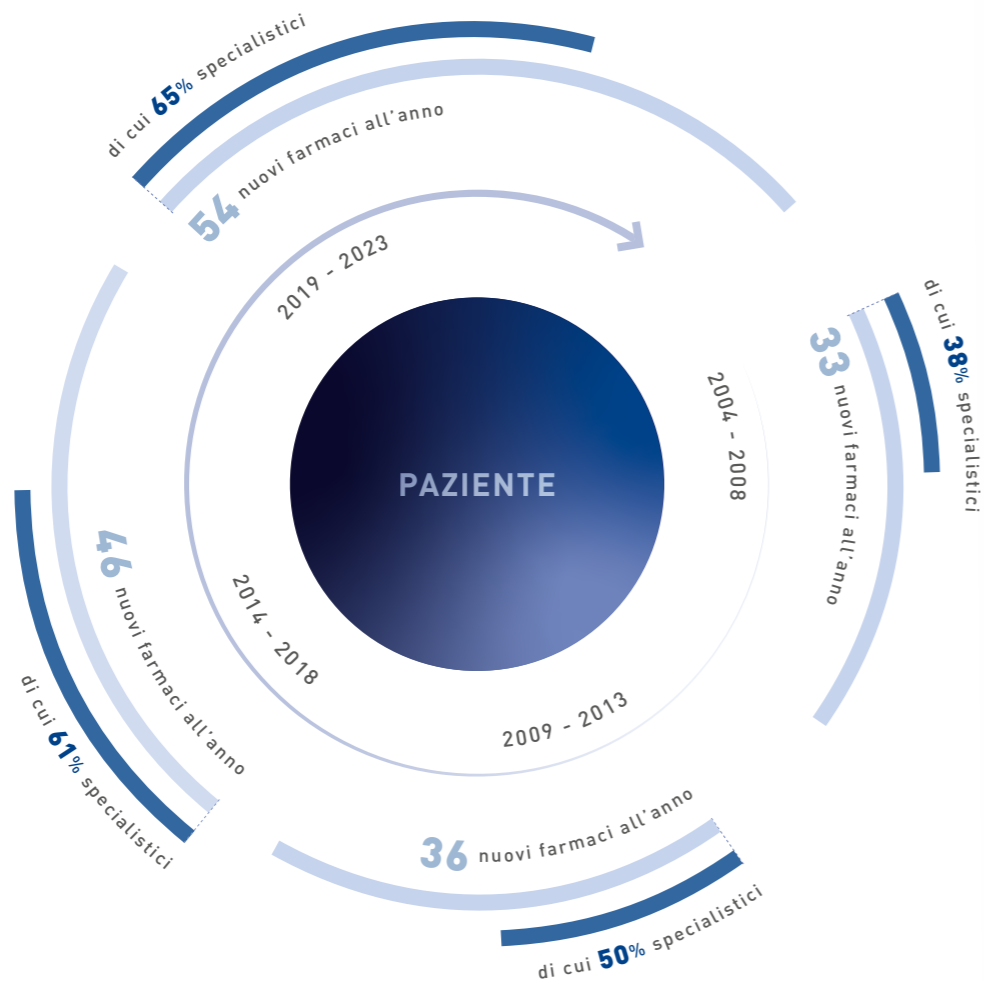 PAZIENTE
2004 - 2008
33 nuovi farmaci all'anno
di cui 38% specialistici
2009 - 2013
36 nuovi farmaci all'anno
di cui 50% specialistici
2014 - 2018
46 nuovi farmaci all'anno
di cui 61% specialistici
2019 - 2023
54 nuovi farmaci all'anno
di cui 65% specialistici